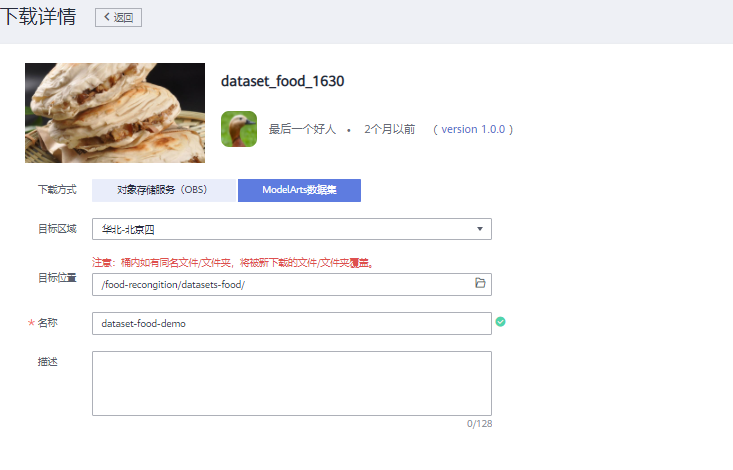 下载详情
返回
dataset_food_1630
最后一个好人 • 2个月以前 ( version 1.0.0 )
下载方式 对象存储服务（OBS） ModelArts数据集
目标区域 华北-北京四
注意：桶内如有同名文件/文件夹，将被新下载的文件/文件夹覆盖。
目标位置 /food-recongition/datasets-food/
* 名称 dataset-food-demo
描述
0/128